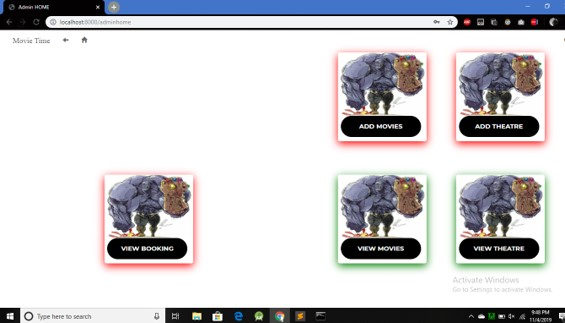 Admin HOME
localhost:8000/adminhome
Movie Time
ADD MOVIES
ADD THEATRE
VIEW BOOKING
VIEW MOVIES
VIEW THEATRE
Activate Windows
Go to Settings to activate Windows.
Type here to search
9:48 PM
11/4/2019